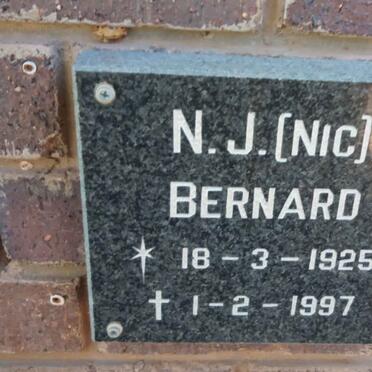 N.J.(NIC)
BERNARD
* 18-3-1925
† 1-2-1997